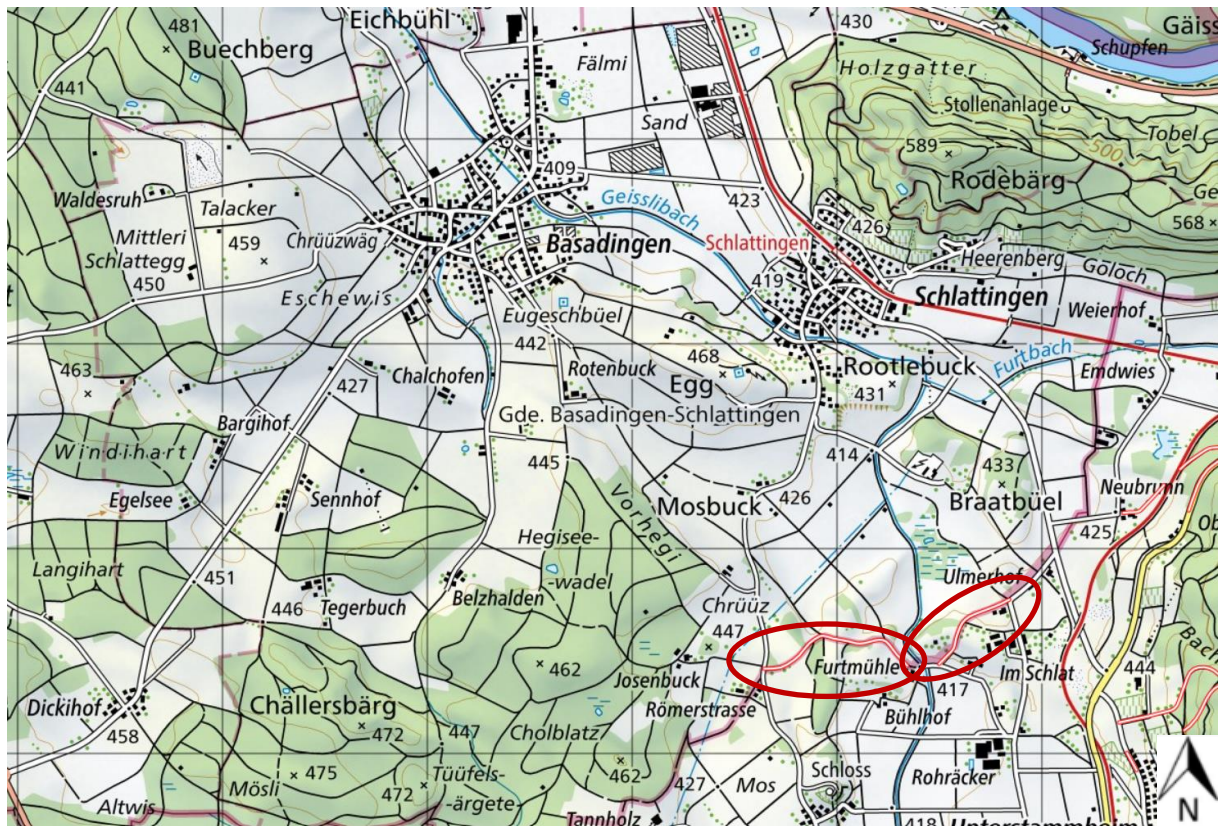 Eichbühl
430
Gäiss
481
Buechberg
Schupfen
Fälmi
Holzgatter
441
Stollenanlage
Sand
Tobel
589
500
409
Rodebärg
Waldesruh
Talacker
Geisslibach
423
568
Mittleri
Schlattegg
459
Chrüüzwäg
Basadingen
Schlattingen
426
Heerenberg
Göloch
450
Eschewis
419
Schlattingen
Weierhof
Eugeschbüel
442
Furtbach
463
427
Chalchofen
Rotenbuck
468
Egg
Rootlebuck
431
Emdwies
Gde. Basadingen-Schlattingen
Bargihof
Windihart
445
414
433
Egelsee
Sennhof
Vorhegi
Mosbuck
426
Braatbüel
Neubrunn
425
Hegisee-
-wadel
Langihart
451
446
Tegerbuch
Belzhalden
Ulmerhof
Chrüüz
447
462
Josenbuck
Furtmühle
Im Schlat
444
Dickihof
Chällersbärg
Römerstrasse
417
Bühlhof
458
472
447
Cholblatz
475
Mösli
472
Tüüfels-
-ärgete
462
427
Mos
Schloss
Rohräcker
Altwis
Tannholz
418
Unterstammheim
N